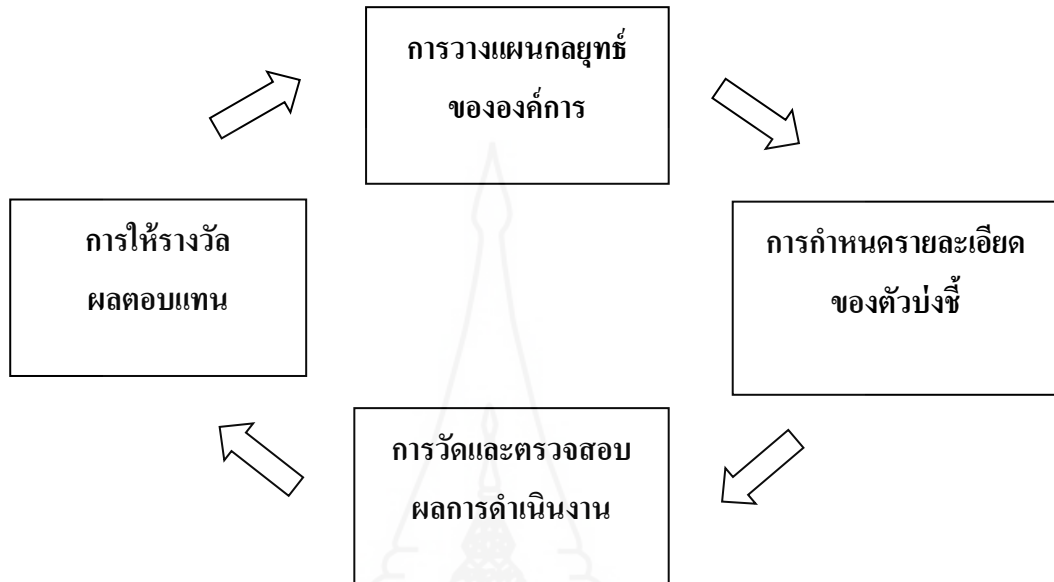 การวางแผนกลยุทธ์
ขององค์การ
การกำหนดรายละเอียด
ของตัวบ่งชี้
การวัดและตรวจสอบ
ผลการดำเนินงาน
การให้รางวัล
ผลตอบแทน